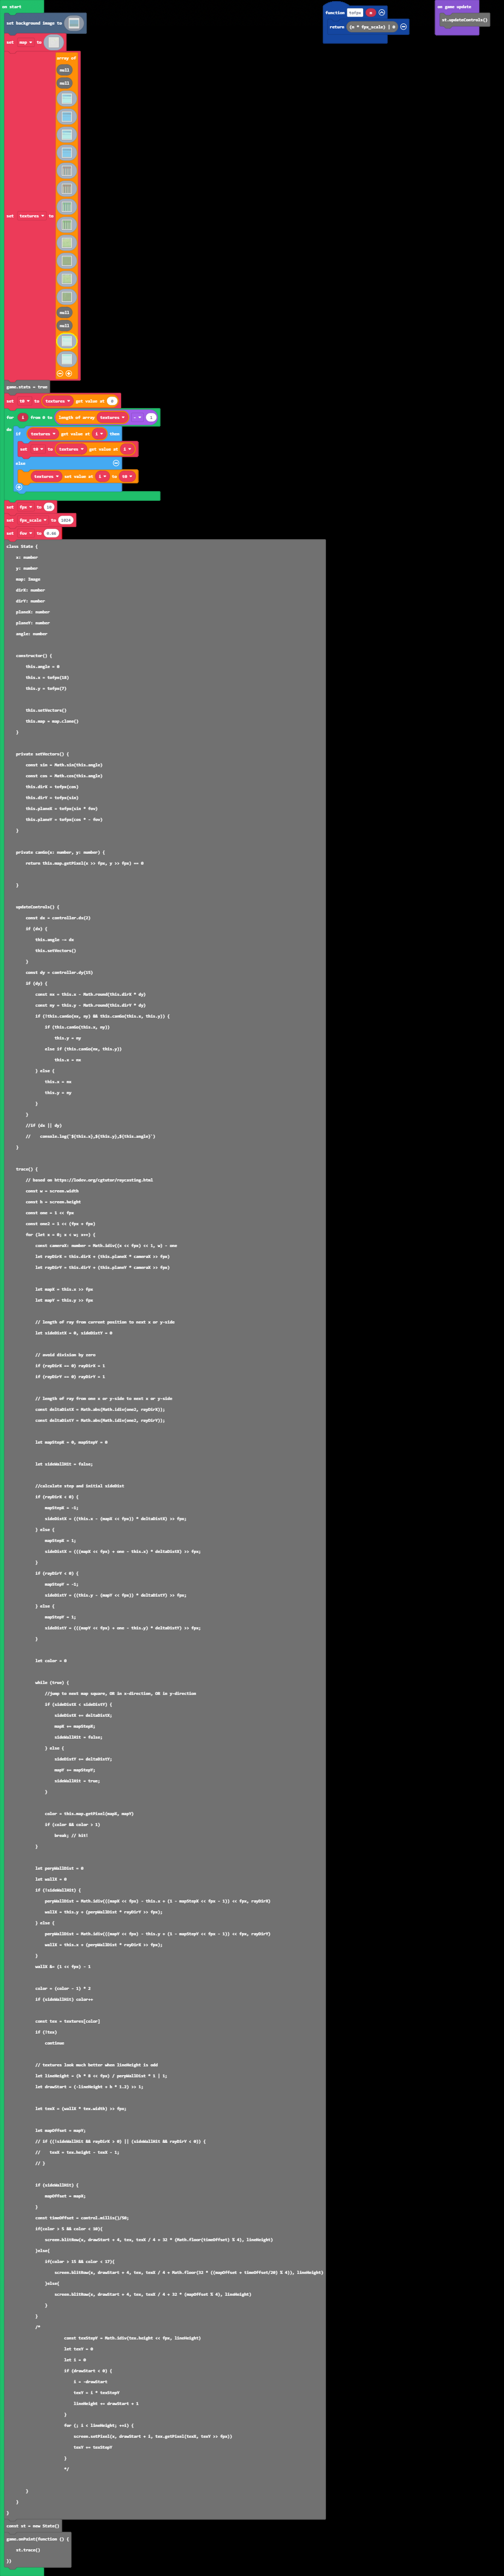 on start
set background image to
set map to
set textures to
array of
null
null
null
null
game.stats = true
set t0 to textures get value at 0
for i from 0 to length of array textures - 1
do
if textures get value at i then
set t0 to textures get value at i
else
textures set value at i to t0
set fpx to 10
set fpx_scale to 1024
set fov to 0.66
class State {
x: number
y: number
map: Image
dirX: number
dirY: number
planeX: number
planeY: number
angle: number
constructor() {
this.angle = 0
this.x = tofpx(18)
this.y = tofpx(7)
this.setVectors()
this.map = map.clone()
}
private setVectors() {
const sin = Math.sin(this.angle)
const cos = Math.cos(this.angle)
this.dirX = tofpx(cos)
this.dirY = tofpx(sin)
this.planeX = tofpx(sin * fov)
this.planeY = tofpx(cos * - fov)
}
private canGo(x: number, y: number) {
return this.map.getPixel(x >> fpx, y >> fpx) == 0
}
updateControls() {
const dx = controller.dx(2)
if (dx) {
this.angle -= dx
this.setVectors()
}
const dy = controller.dy(15)
if (dy) {
const nx = this.x - Math.round(this.dirX * dy)
const ny = this.y - Math.round(this.dirY * dy)
if (!this.canGo(nx, ny) && this.canGo(this.x, this.y)) {
if (this.canGo(this.x, ny))
this.y = ny
else if (this.canGo(nx, this.y))
this.x = nx
} else {
this.x = nx
this.y = ny
}
}
//if (dx || dy)
// console.log(`${this.x},${this.y},${this.angle}`)
}
trace() {
// based on https://lodev.org/cgtutor/raycasting.html
const w = screen.width
const h = screen.height
const one = 1 << fpx
const one2 = 1 << (fpx + fpx)
for (let x = 0; x < w; x++) {
const cameraX: number = Math.idiv((x << fpx) << 1, w) - one
let rayDirX = this.dirX + (this.planeX * cameraX >> fpx)
let rayDirY = this.dirY + (this.planeY * cameraX >> fpx)
let mapX = this.x >> fpx
let mapY = this.y >> fpx
// length of ray from current position to next x or y-side
let sideDistX = 0, sideDistY = 0
// avoid division by zero
if (rayDirX == 0) rayDirX = 1
if (rayDirY == 0) rayDirY = 1
// length of ray from one x or y-side to next x or y-side
const deltaDistX = Math.abs(Math.idiv(one2, rayDirX));
const deltaDistY = Math.abs(Math.idiv(one2, rayDirY));
let mapStepX = 0, mapStepY = 0
let sideWallHit = false;
//calculate step and initial sideDist
if (rayDirX < 0) {
mapStepX = -1;
sideDistX = ((this.x - (mapX << fpx)) * deltaDistX) >> fpx;
} else {
mapStepX = 1;
sideDistX = (((mapX << fpx) + one - this.x) * deltaDistX) >> fpx;
}
if (rayDirY < 0) {
mapStepY = -1;
sideDistY = ((this.y - (mapY << fpx)) * deltaDistY) >> fpx;
} else {
mapStepY = 1;
sideDistY = (((mapY << fpx) + one - this.y) * deltaDistY) >> fpx;
}
let color = 0
while (true) {
//jump to next map square, OR in x-direction, OR in y-direction
if (sideDistX < sideDistY) {
sideDistX += deltaDistX;
mapX += mapStepX;
sideWallHit = false;
} else {
sideDistY += deltaDistY;
mapY += mapStepY;
sideWallHit = true;
}
color = this.map.getPixel(mapX, mapY)
if (color && color > 1)
break; // hit!
}
let perpWallDist = 0
let wallX = 0
if (!sideWallHit) {
perpWallDist = Math.idiv(((mapX << fpx) - this.x + (1 - mapStepX << fpx - 1)) << fpx, rayDirX)
wallX = this.y + (perpWallDist * rayDirY >> fpx);
} else {
perpWallDist = Math.idiv(((mapY << fpx) - this.y + (1 - mapStepY << fpx - 1)) << fpx, rayDirY)
wallX = this.x + (perpWallDist * rayDirX >> fpx);
}
wallX &= (1 << fpx) - 1
color = (color - 1) * 2
if (sideWallHit) color++
const tex = textures[color]
if (!tex)
continue
// textures look much better when lineHeight is odd
let drawStart = (-lineHeight + h * 1.2) >> 1;
let texX = (wallX * tex.width) >> fpx;
let mapOffset = mapY;
// if ((!sideWallHit && rayDirX > 0) || (sideWallHit && rayDirY < 0)) {
// texX = tex.height - texX - 1;
// }
if (sideWallHit) {
mapOffset = mapX;
}
const timeOffset = control.millis()/50;
if(color > 5 && color < 10){
screen.blitRow(x, drawStart + 4, tex, texX / 4 + 32 * (Math.floor(timeOffset) % 4), lineHeight)
}else{
if(color > 15 && color < 17){
screen.blitRow(x, drawStart + 4, tex, texX / 4 + Math.floor(32 * ((mapOffset + timeOffset/20) % 4)), lineHeight)
}else{
screen.blitRow(x, drawStart + 4, tex, texX / 4 + 32 * (mapOffset % 4), lineHeight)
}
}
/*
const texStepY = Math.idiv(tex.height << fpx, lineHeight)
let texY = 0
let i = 0
if (drawStart < 0) {
i = -drawStart
texY = i * texStepY
lineHeight += drawStart + 1
}
for (; i < lineHeight; ++i) {
screen.setPixel(x, drawStart + i, tex.getPixel(texX, texY >> fpx))
texY += texStepY
}
*/
}
}
}
const st = new State()
game.onPaint(function () {
st.trace()
})
function tofpx n
return (n * fpx_scale) | 0
on game update
st.updateControls()